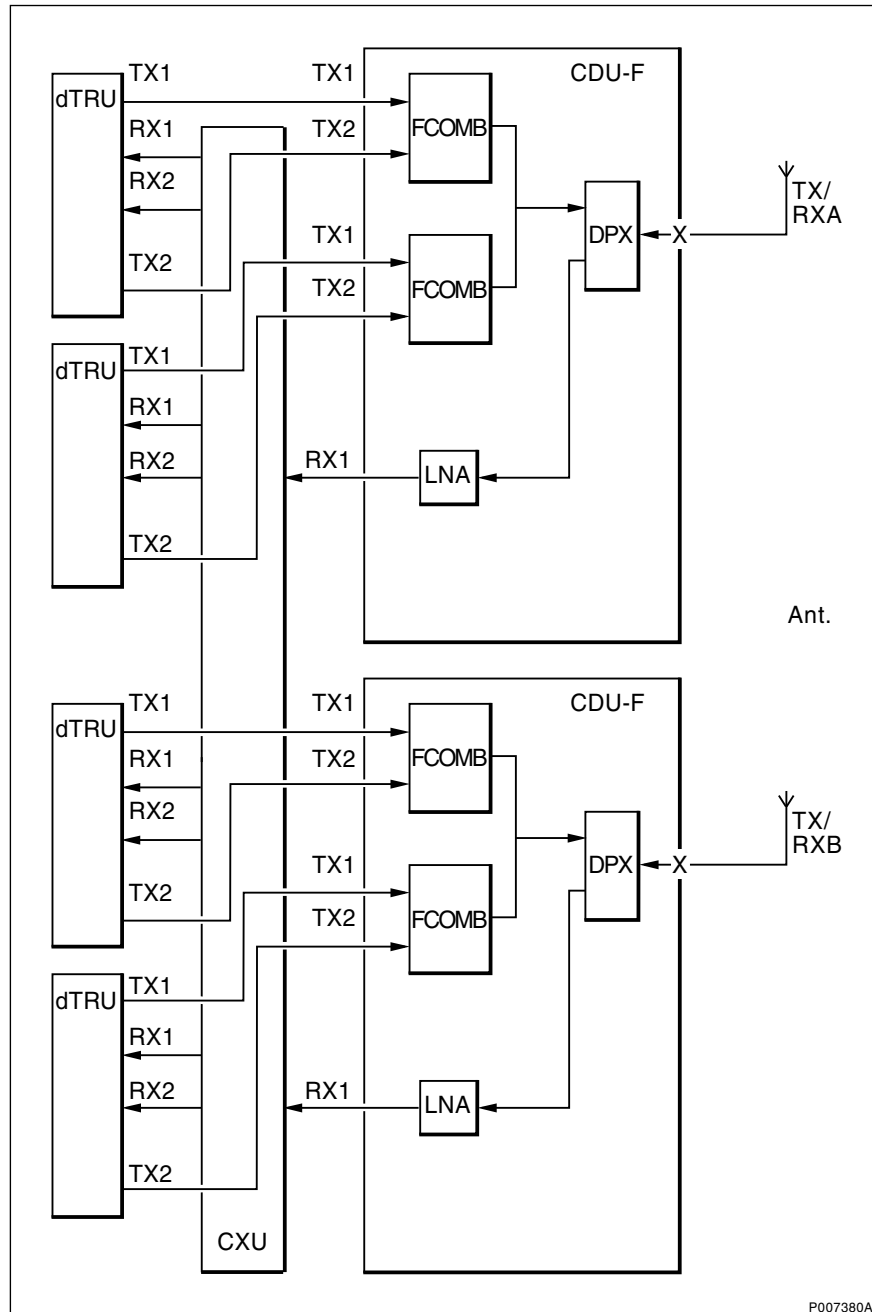 TX1 TX1 CDU-F
dTRU
RX1 TX2 FCOMB
RX2 TX/
RXA
TX2 TX1 DPX X
TX2 FCOMB
dTRU TX1
RX1
RX2 RX1 LNA
TX2
Ant.
TX1 TX1 CDU-F
dTRU
RX1 TX2 FCOMB
RX2 TX/
RXB
TX2 TX1 DPX X
TX2 FCOMB
dTRU TX1
RX1
RX2 RX1 LNA
TX2
CXU
P007380A